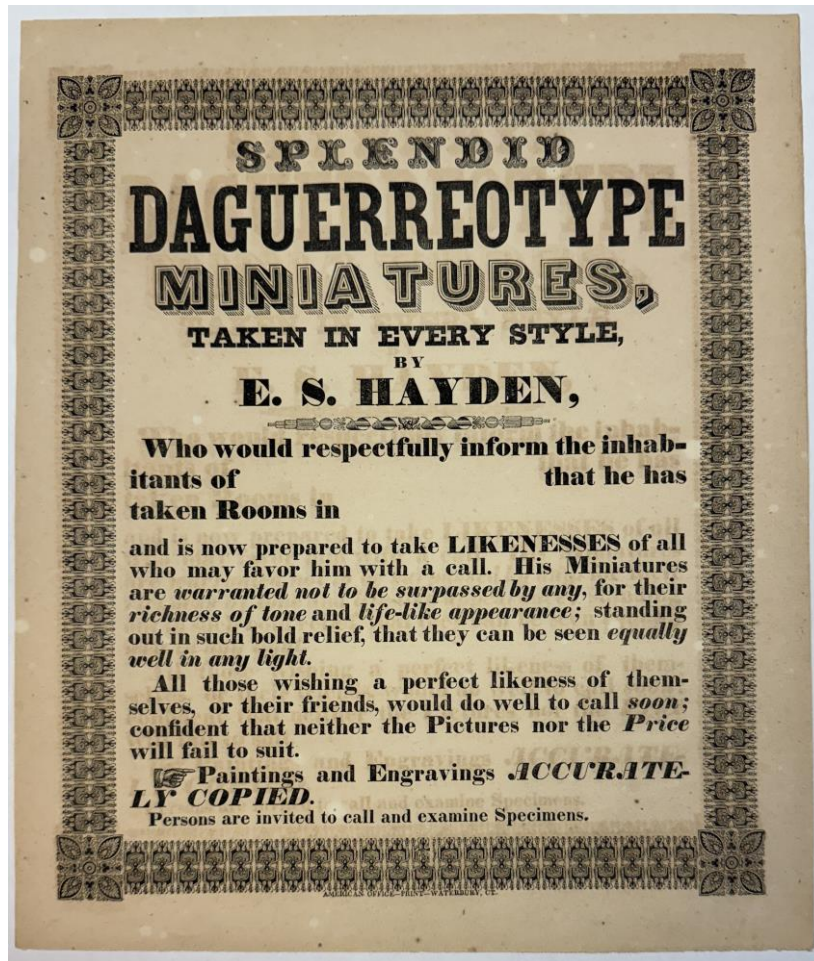 SPLENDID
DAGUERREOTYPE
MINIATURES,
TAKEN IN EVERY STYLE,
BY
E. S. HAYDEN,
Who would respectfully inform the inhab-
itants of that he has
taken Rooms in
and is now prepared to take LIKENESSES of all
who may favor him with a call. His Miniatures
are warranted not to be surpassed by any, for their
richness of tone and life-like appearance; standing
out in such bold relief, that they can be seen equally
well in any light.
All those wishing a perfect likeness of them-
selves, or their friends, would do well to call soon;
confident that neither the Pictures nor the Price
will fail to suit.
☞Paintings and Engravings ACCURATE-
LY COPIED.
Persons are invited to call and examine Specimens.
AMERICAN OFFICE—PRINT—WATERBURY, CT.